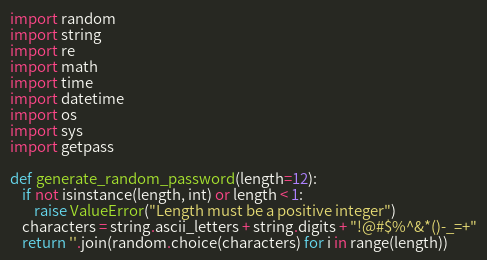 import random
import string
import re
import math
import time
import datetime
import os
import sys
import getpass

def generate_random_password(length=12):
    if not isinstance(length, int) or length < 1:
        raise ValueError("Length must be a positive integer")
    characters = string.ascii_letters + string.digits + "!@#$%^&*()-_=+"
    return ''.join(random.choice(characters) for i in range(length))